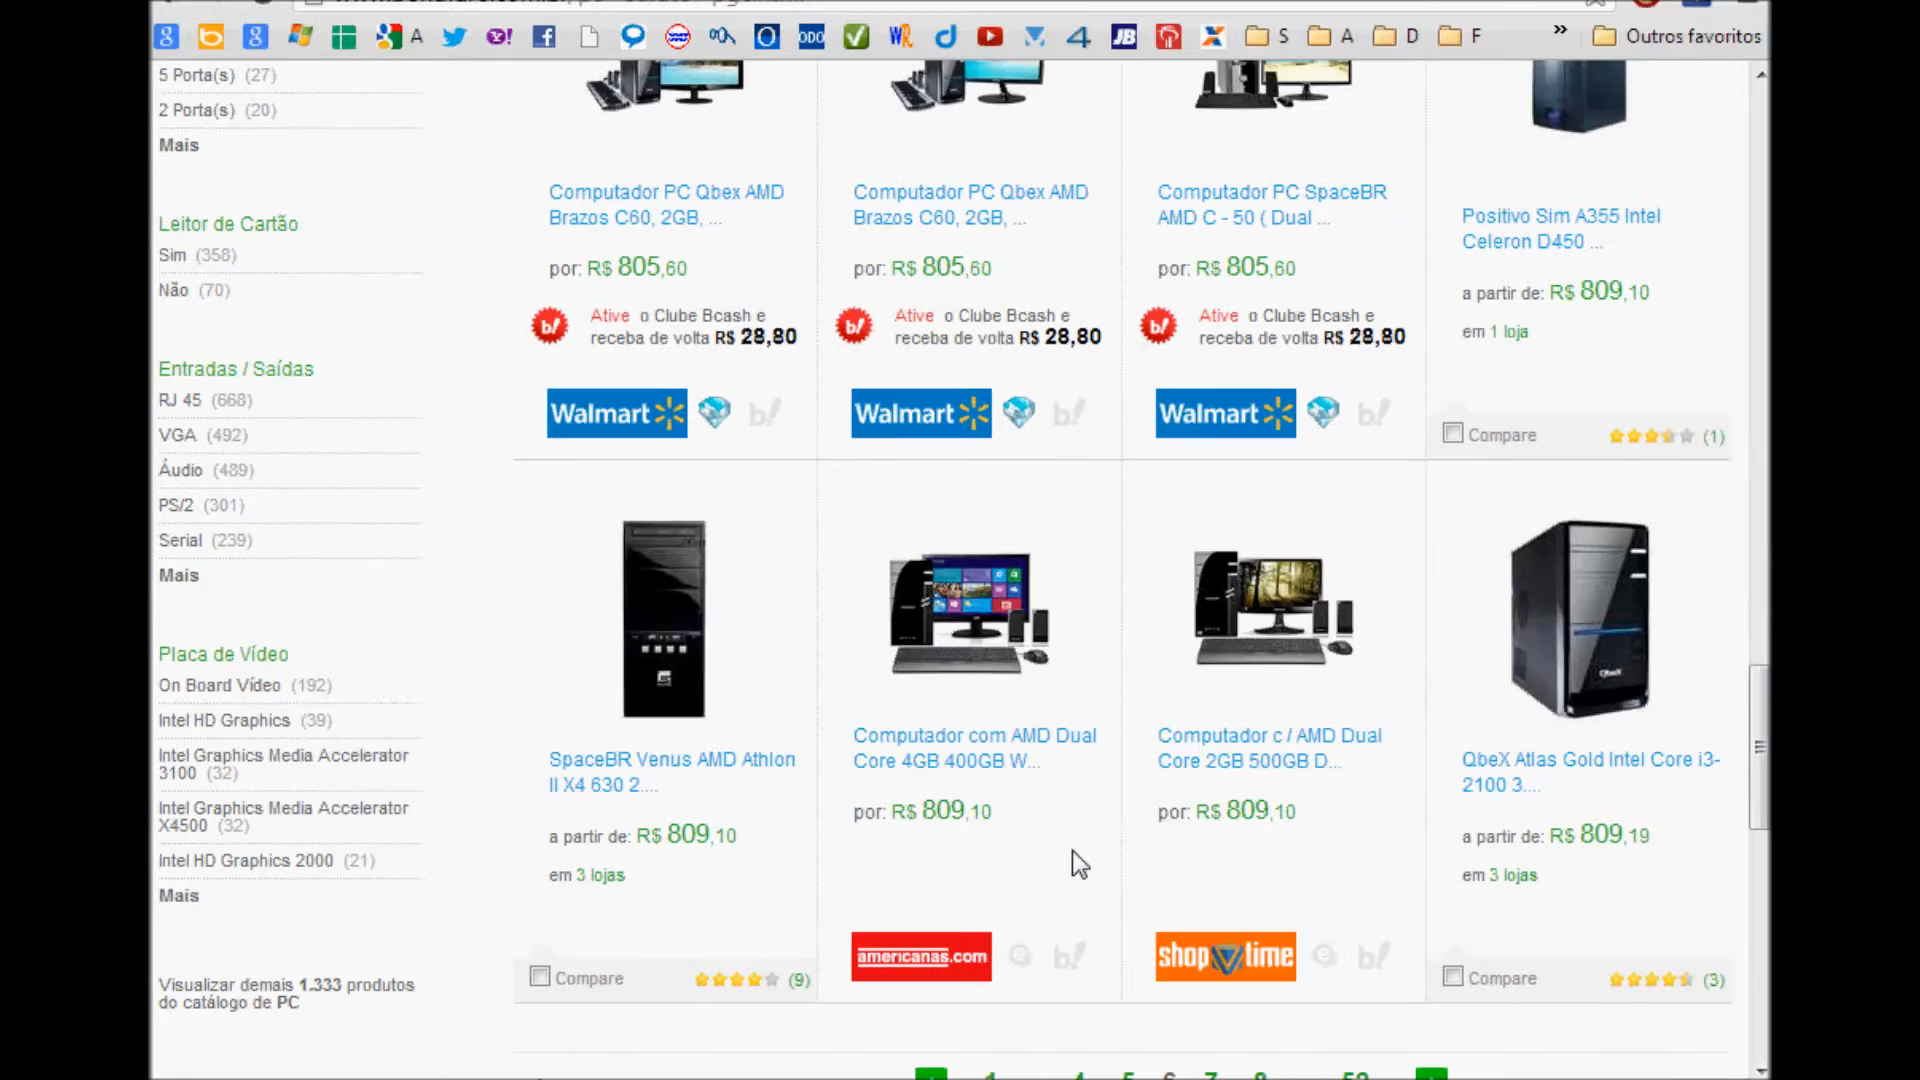 A
S
A
D
F
»
Outros favoritos
5 Porta(s) (27)
2 Porta(s) (20)
Mais
Leitor de Cartão
Sim (358)
Não (70)
Entradas / Saídas
RJ 45 (668)
VGA (492)
Áudio (489)
PS/2 (301)
Serial (239)
Mais
Placa de Vídeo
On Board Vídeo (192)
Intel HD Graphics (39)
Intel Graphics Media Accelerator
3100 (32)
Intel Graphics Media Accelerator
X4500 (32)
Intel HD Graphics 2000 (21)
Mais
Visualizar demais 1.333 produtos
do catálogo de PC
Computador PC Qbex AMD
Brazos C60, 2GB, ...
por: R$ 805,60
b!
Ative o Clube Bcash e
receba de volta R$ 28,80
Walmart
b!
Computador PC Qbex AMD
Brazos C60, 2GB, ...
por: R$ 805,60
b!
Ative o Clube Bcash e
receba de volta R$ 28,80
Walmart
b!
Computador PC SpaceBR
AMD C - 50 ( Dual ...
por: R$ 805,60
b!
Ative o Clube Bcash e
receba de volta R$ 28,80
Walmart
b!
Positivo Sim A355 Intel
Celeron D450 ...
a partir de: R$ 809,10
em 1 loja
Compare
(1)
SpaceBR Venus AMD Athlon
II X4 630 2....
a partir de: R$ 809,10
em 3 lojas
Compare
(9)
Computador com AMD Dual
Core 4GB 400GB W...
por: R$ 809,10
americanas.com
b!
Computador c / AMD Dual
Core 2GB 500GB D...
por: R$ 809,10
shoptime
b!
QbeX Atlas Gold Intel Core i3-
2100 3....
a partir de: R$ 809,19
em 3 lojas
Compare
(3)